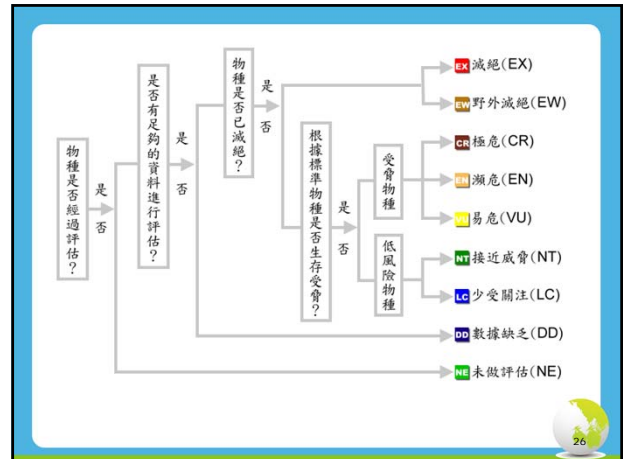 物種是否經過評估？
是
否
是否有足夠的資料進行評估？
是
否
物種是否已滅絕？
是
否
根據標準物種是否生存受脅？
是
否
受脅物種
低風險物種
EX 滅絕(EX)
EW 野外滅絕(EW)
CR 極危(CR)
EN 瀕危(EN)
VU 易危(VU)
NT 接近威脅(NT)
LC 少受關注(LC)
DD 數據缺乏(DD)
NE 未做評估(NE)
26